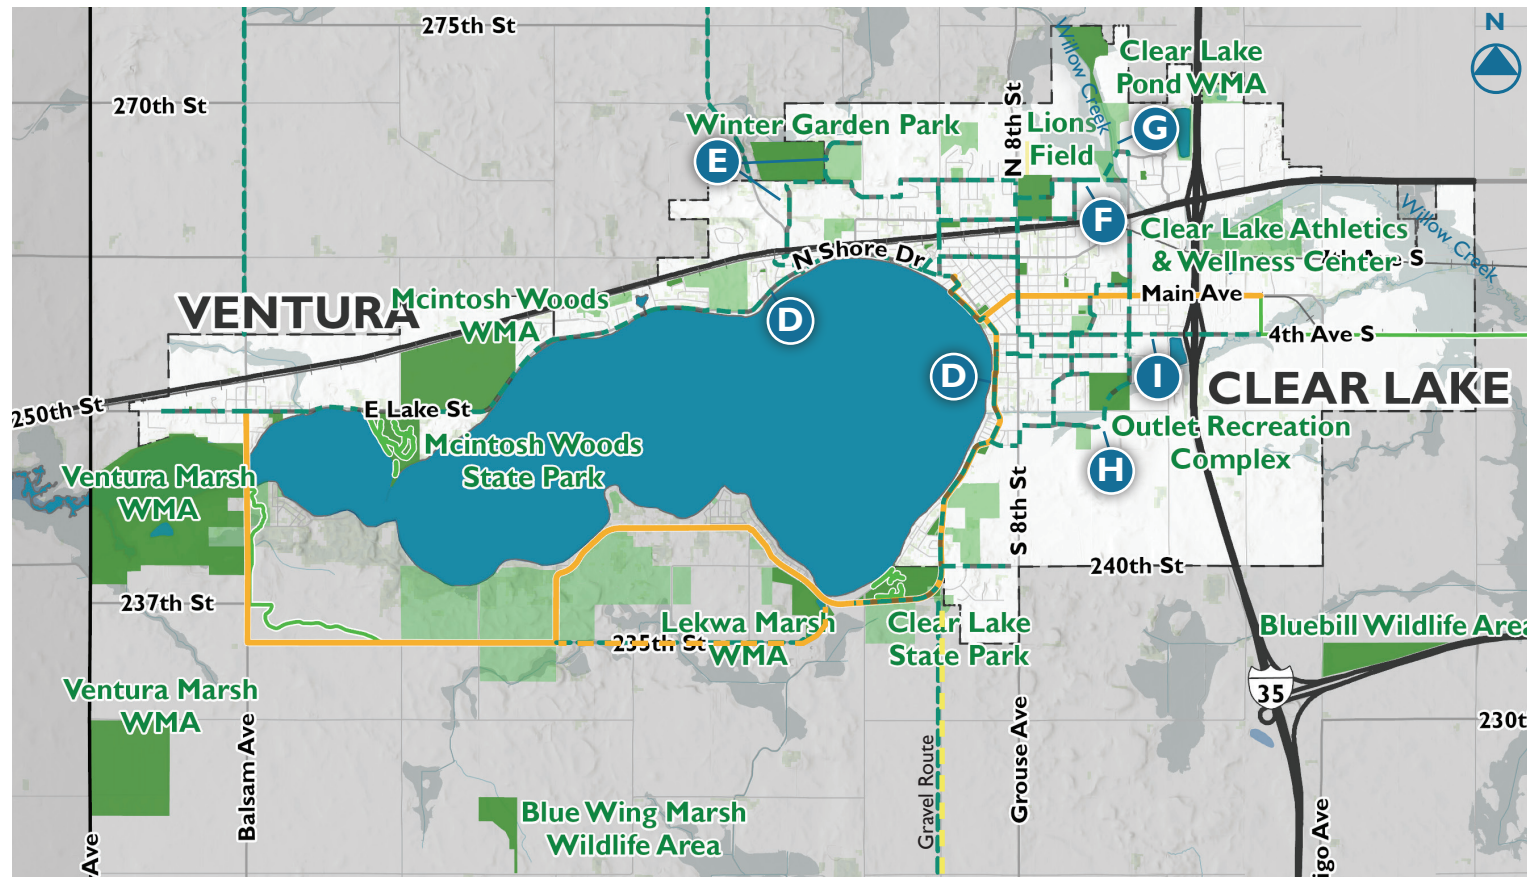 275th St
N
Clear Lake
Pond WMA
Willow Creek
270th St
N 8th St
Winter Garden Park
Lions
Field
G
E
F
Willow Creek
Clear Lake Athletics
& Wellness Center
N Shore Dr
Main Ave
VENTURA
Mcintosh Woods
WMA
D
4th Ave S
D
I
CLEAR LAKE
250th St
E Lake St
Outlet Recreation
Complex
Mcintosh Woods
State Park
H
Ventura Marsh
WMA
S 8th St
240th St
237th St
Lekwa Marsh
WMA
235th St
Clear Lake
State Park
Bluebill Wildlife Area
35
Ventura Marsh
WMA
230t
Balsam Ave
Gravel Route
Grouse Ave
Blue Wing Marsh
Wildlife Area
Ave
igo Ave